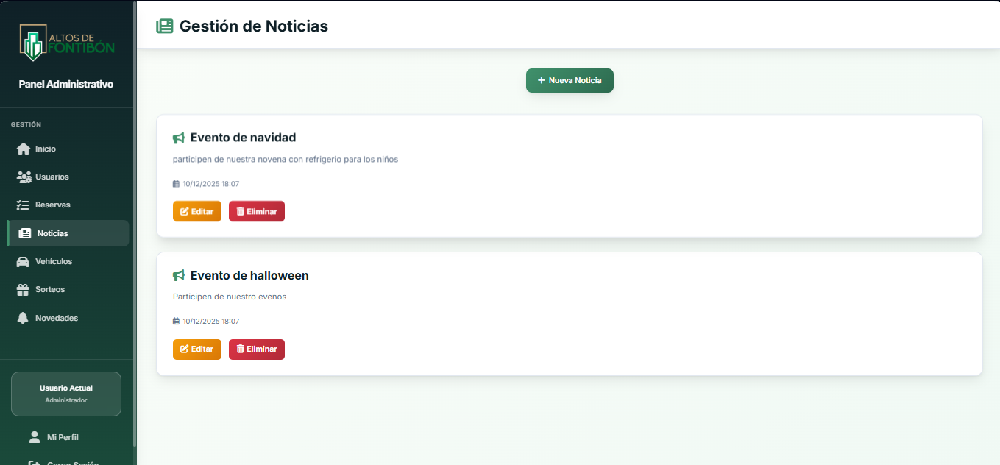 ALTOS DE
FONTIBÓN
Panel Administrativo
GESTIÓN
Inicio
Usuarios
Reservas
Noticias
Vehículos
Sorteos
Novedades
Usuario Actual
Administrador
Mi Perfil
Cerrar Sesión
Gestión de Noticias
+ Nueva Noticia
Evento de navidad
participen de nuestra novena con refrigerio para los niños
10/12/2025 18:07
Editar Eliminar
Evento de halloween
Participen de nuestro evenos
10/12/2025 18:07
Editar Eliminar